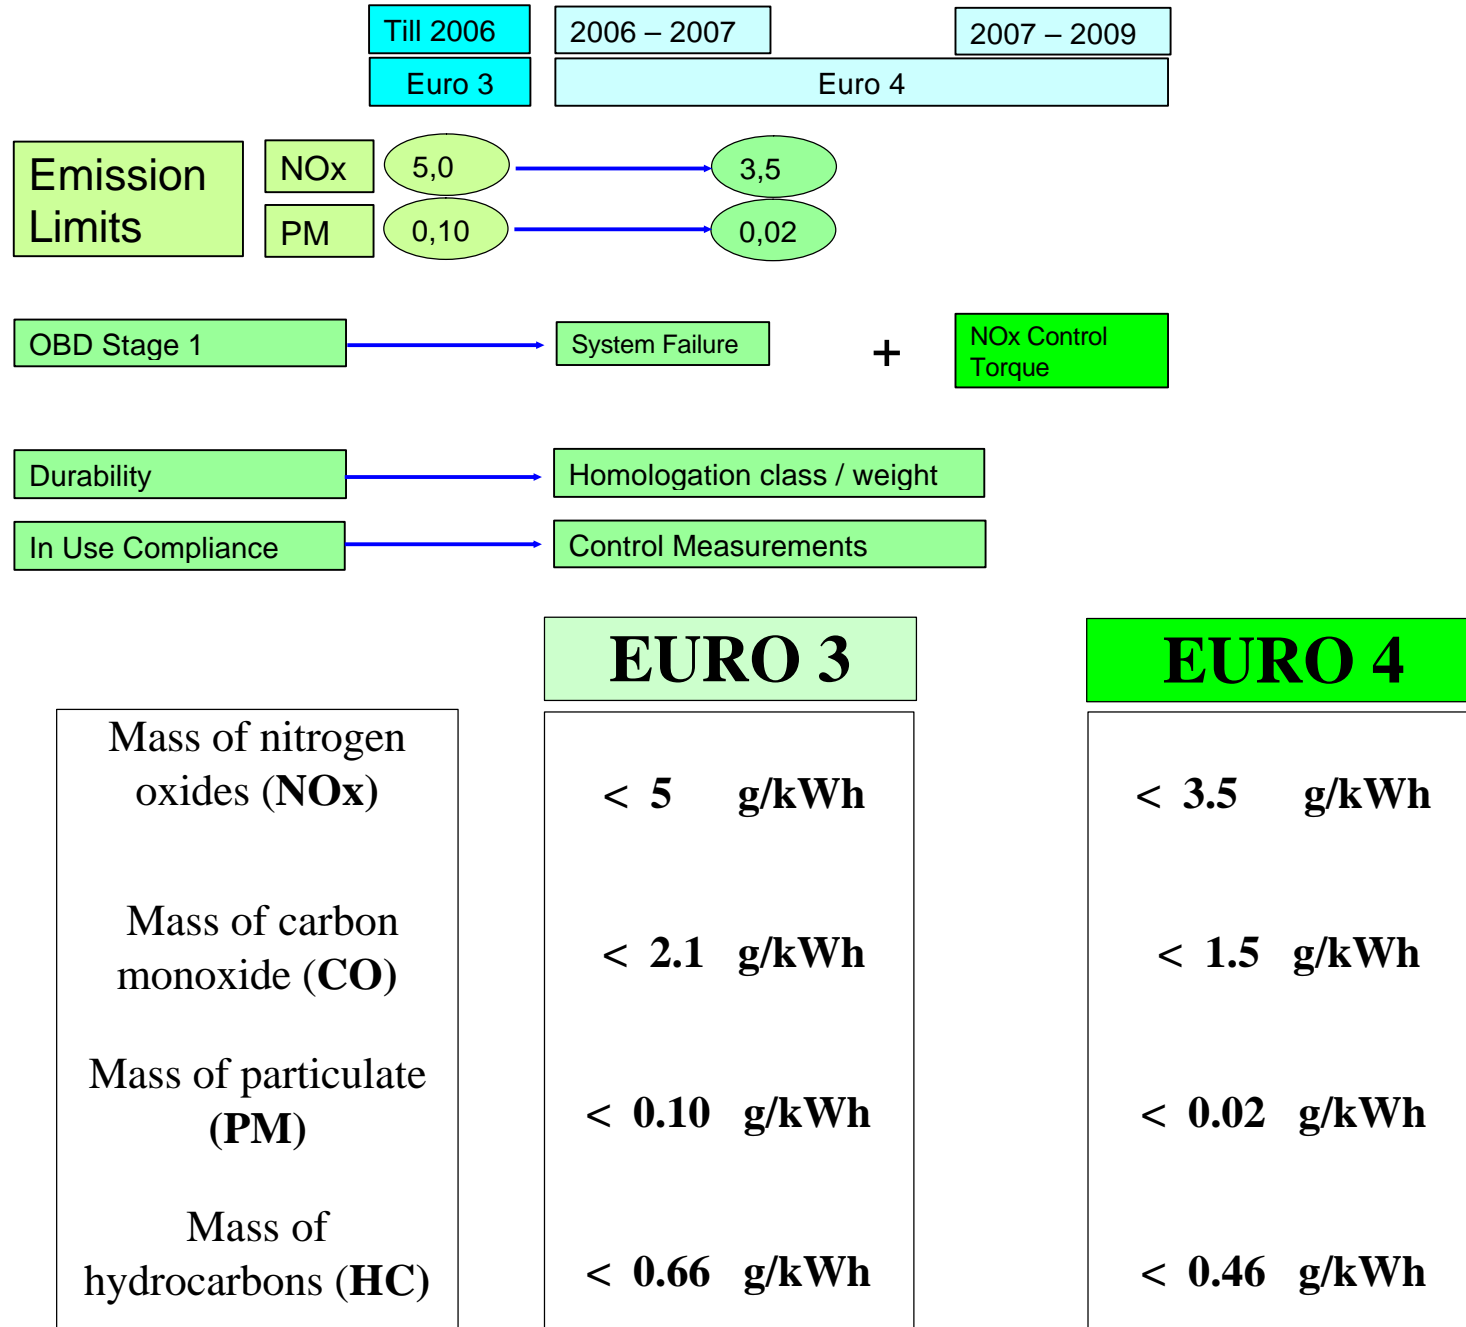 Till 2006
2006 – 2007
2007 – 2009
Euro 3
Euro 4
Emission
Limits
NOx
5,0
3,5
PM
0,10
0,02
OBD Stage 1
System Failure
+
NOx Control
Torque
Durability
Homologation class / weight
In Use Compliance
Control Measurements
EURO 3
EURO 4
Mass of nitrogen
oxides (NOx)
< 5 g/kWh
< 3.5 g/kWh
Mass of carbon
monoxide (CO)
< 2.1 g/kWh
< 1.5 g/kWh
Mass of particulate
(PM)
< 0.10 g/kWh
< 0.02 g/kWh
Mass of
hydrocarbons (HC)
< 0.66 g/kWh
< 0.46 g/kWh